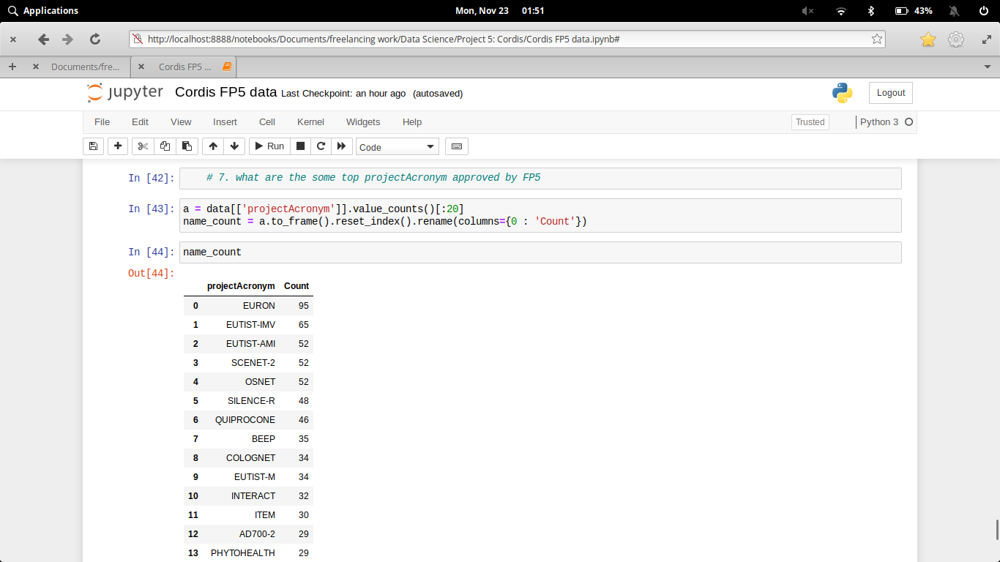 Applications Mon, Nov 23 01:51 43%
http://localhost:8888/notebooks/Documents/freelancing work/Data Science/Project 5: Cordis/Cordis FP5 data.ipynb#
Documents/fre... Cordis FP5 ...
jupyter Cordis FP5 data Last Checkpoint: an hour ago (autosaved) Logout
File Edit View Insert Cell Kernel Widgets Help Trusted Python 3
Run Code
In [42]: # 7. what are the some top projectAcronym approved by FP5
In [43]: a = data[['projectAcronym']].value_counts()[:20]
name_count = a.to_frame().reset_index().rename(columns={0 : 'Count'})
In [44]: name_count
Out[44]:
projectAcronym Count
0 EURON 95
1 EUTIST-IMV 65
2 EUTIST-AMI 52
3 SCENET-2 52
4 OSNET 52
5 SILENCE-R 48
6 QUIPROCONE 46
7 BEEP 35
8 COLOGNET 34
9 EUTIST-M 34
10 INTERACT 32
11 ITEM 30
12 AD700-2 29
13 PHYTOHEALTH 29